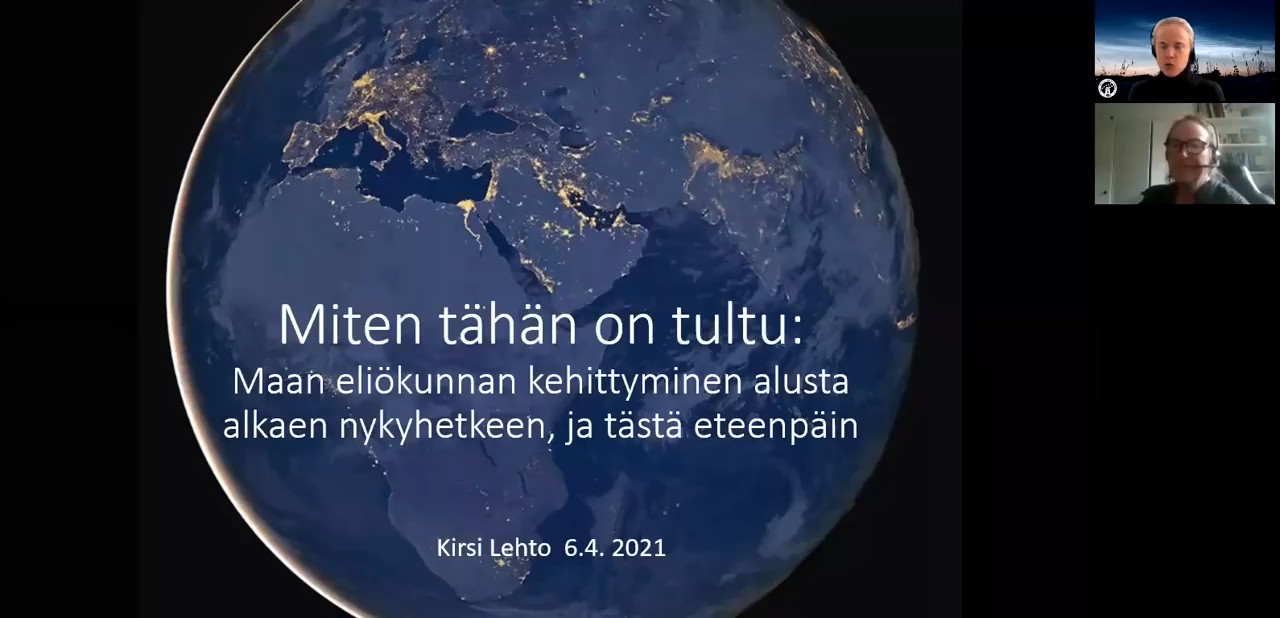 Miten tähän on tultu:
Maan eliökunnan kehittyminen alusta
alkaen nykyhetkeen, ja tästä eteenpäin
Kirsi Lehto 6.4. 2021